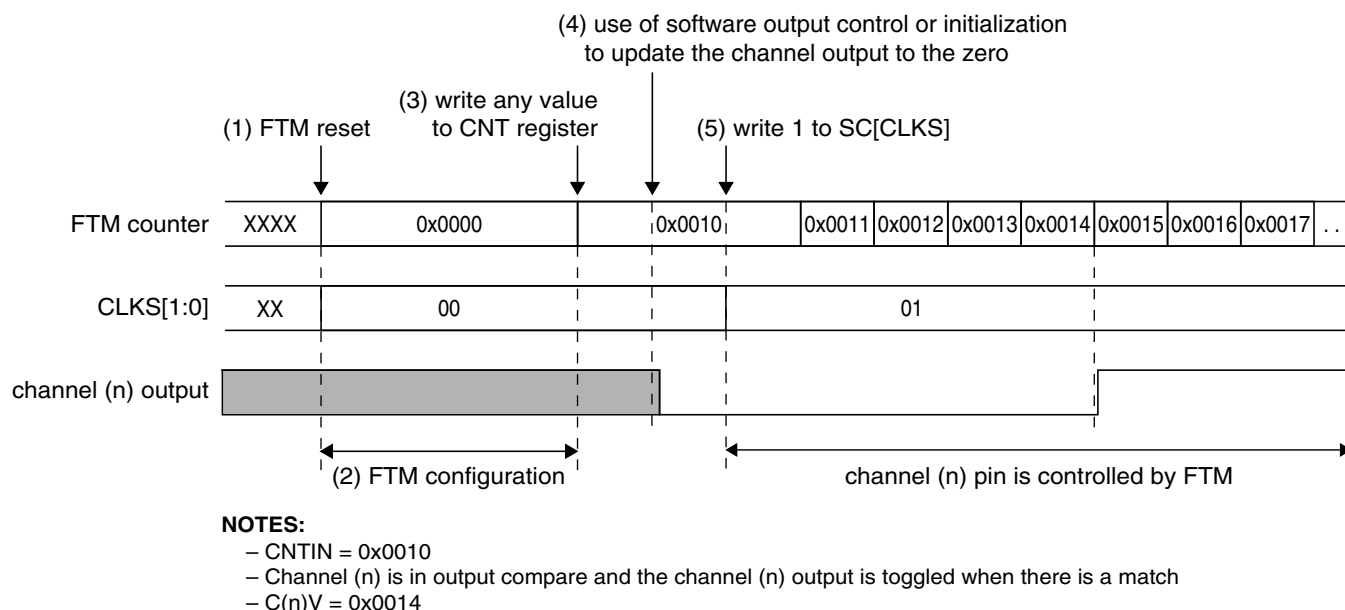 (4) use of software output control or initialization
to update the channel output to the zero
(3) write any value
to CNT register
(1) FTM reset
(5) write 1 to SC[CLKS]
FTM counter XXXX 0x0000 0x0010 0x0011 0x0012 0x0013 0x0014 0x0015 0x0016 0x0017 . .
CLKS[1:0] XX 00 01
channel (n) output
(2) FTM configuration
channel (n) pin is controlled by FTM
NOTES:
– CNTIN = 0x0010
– Channel (n) is in output compare and the channel (n) output is toggled when there is a match
– C(n)V = 0x0014